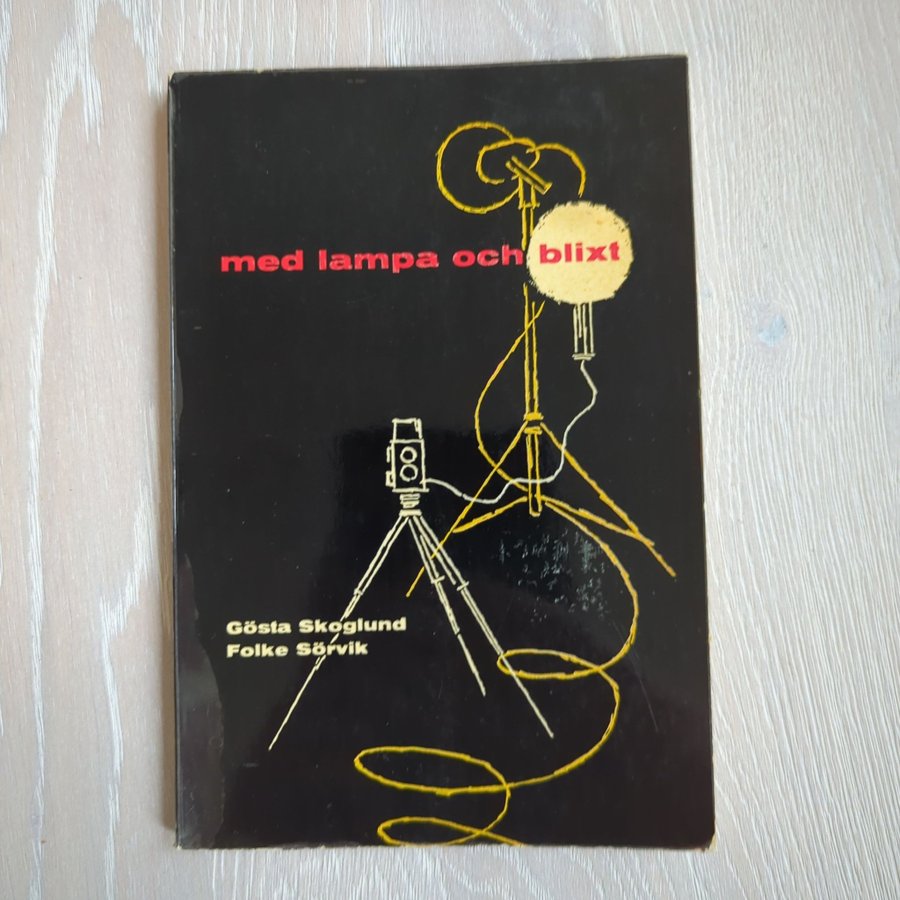 med lampa och blixt
Gösta Skoglund
Folke Sörvik